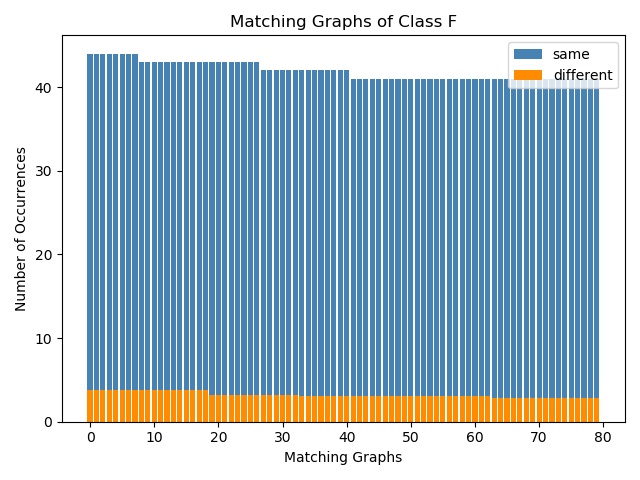 Matching Graphs of Class F
same
different
Number of Occurrences
40
30
20
10
0
0 10 20 30 40 50 60 70 80
Matching Graphs